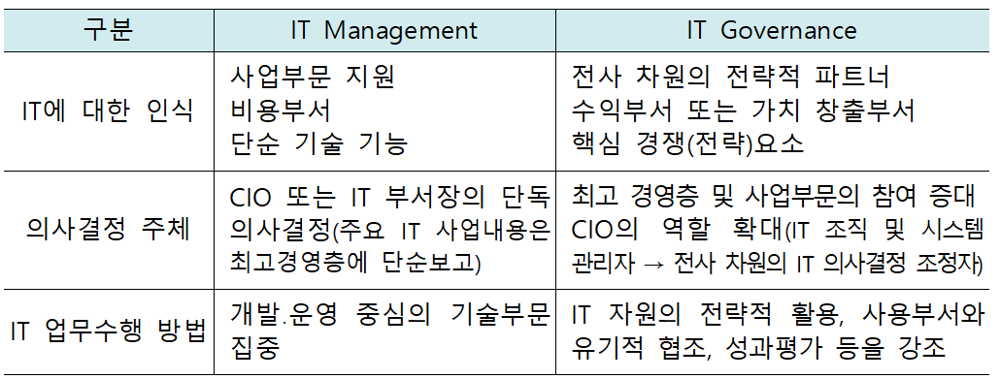 구분
IT Management
IT Governance
IT에 대한 인식
사업부문 지원
비용부서
단순 기술 기능
전사 차원의 전략적 파트너
수익부서 또는 가치 창출부서
핵심 경쟁(전략)요소
의사결정 주체
CIO 또는 IT 부서장의 단독
의사결정(주요 IT 사업내용은
최고경영층에 단순보고)
최고 경영층 및 사업부문의 참여 증대
CIO의 역할 확대(IT 조직 및 시스템
관리자 → 전사 차원의 IT 의사결정 조정자)
IT 업무수행 방법
개발.운영 중심의 기술부문
집중
IT 자원의 전략적 활용, 사용부서와
유기적 협조, 성과평가 등을 강조